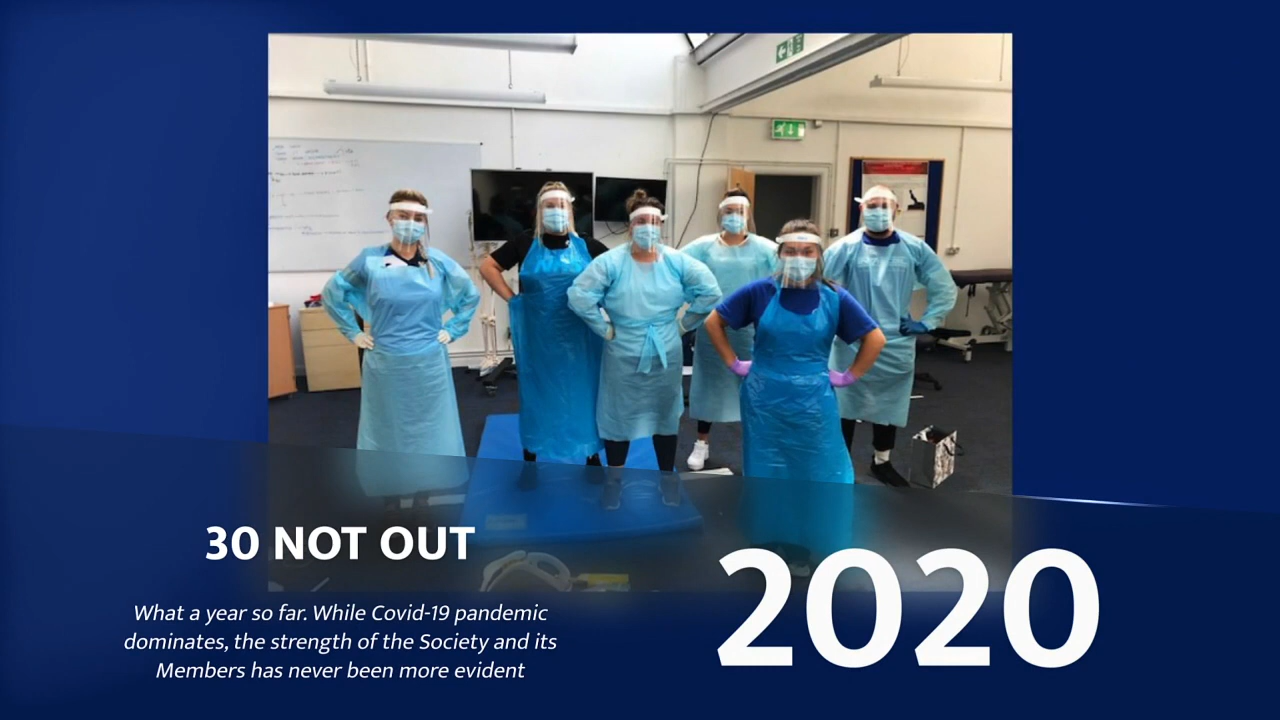 30 NOT OUT
What a year so far. While Covid-19 pandemic
dominates, the strength of the Society and its
Members has never been more evident
2020